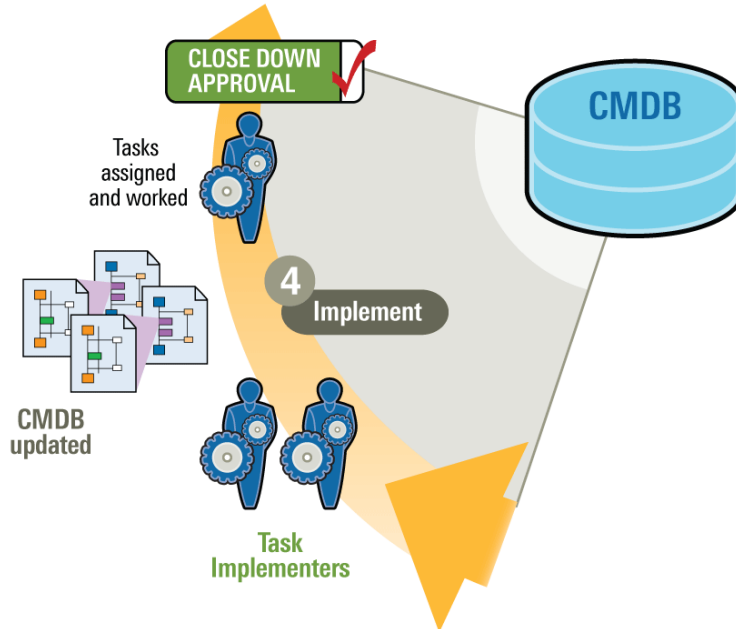 CLOSE DOWN
APPROVAL
CMDB
Tasks
assigned
and worked
4
Implement
CMDB
updated
Task
Implementers